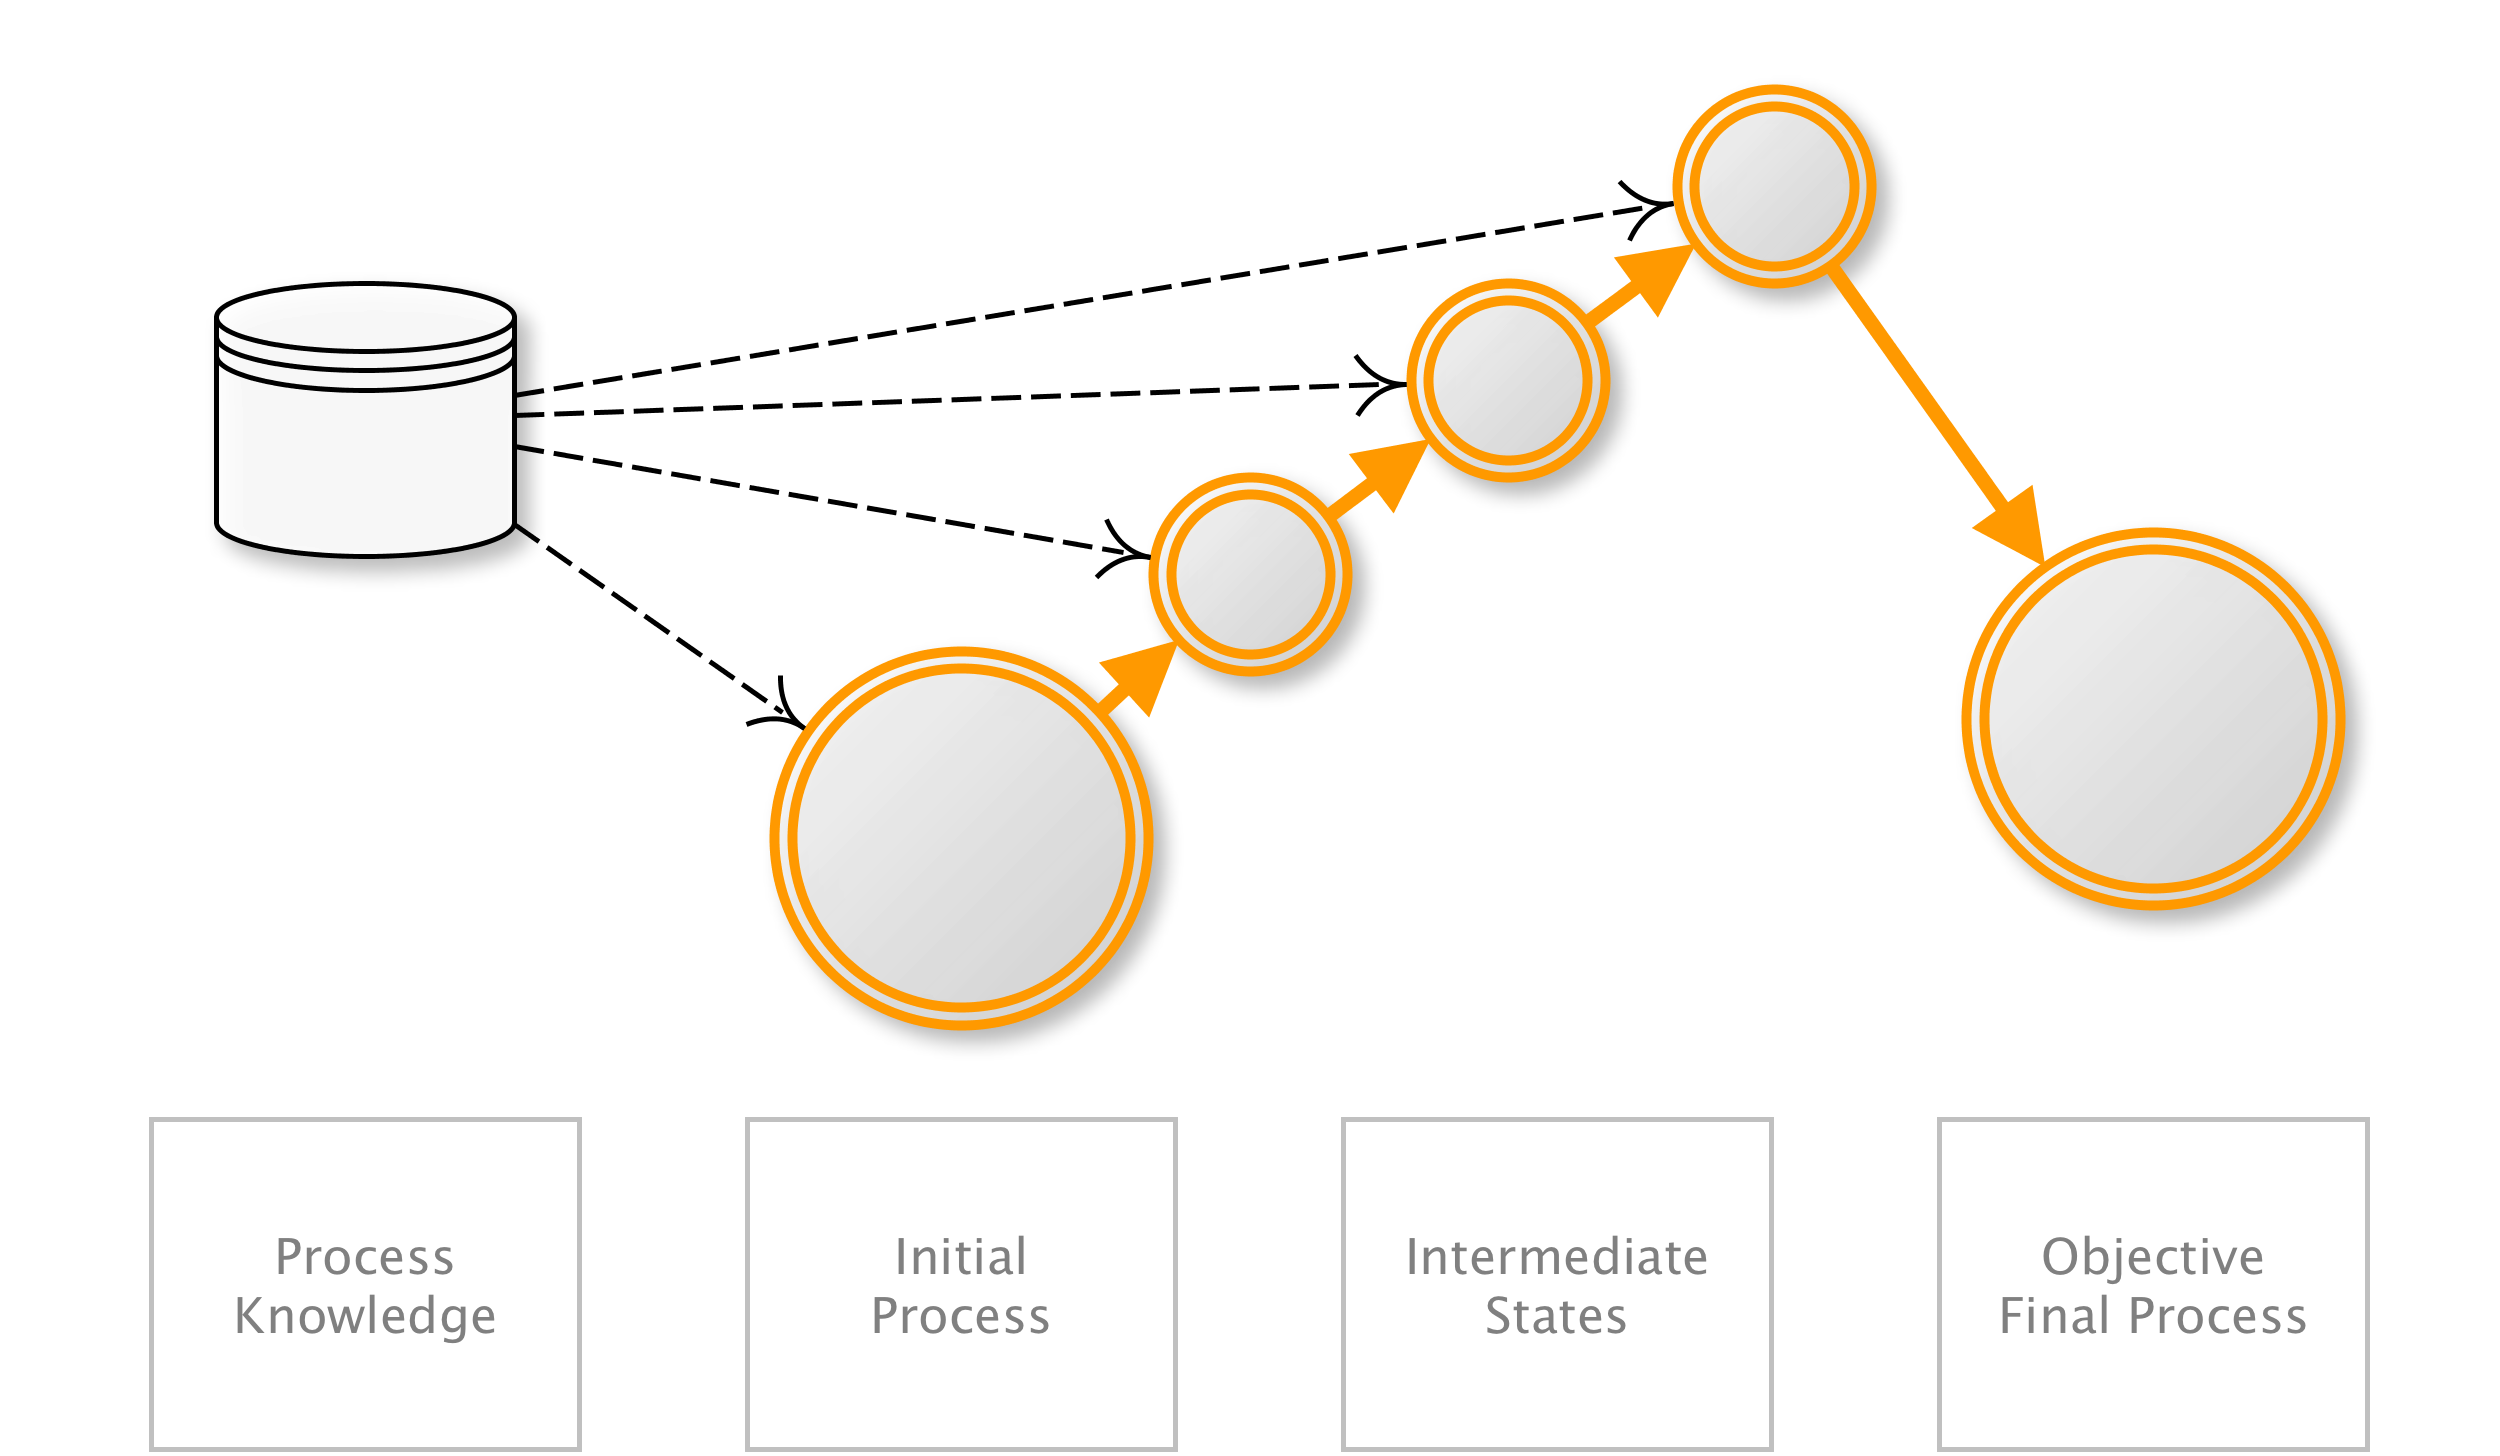 Process
Knowledge
Initial
Process
Intermediate
States
Objective
Final Process